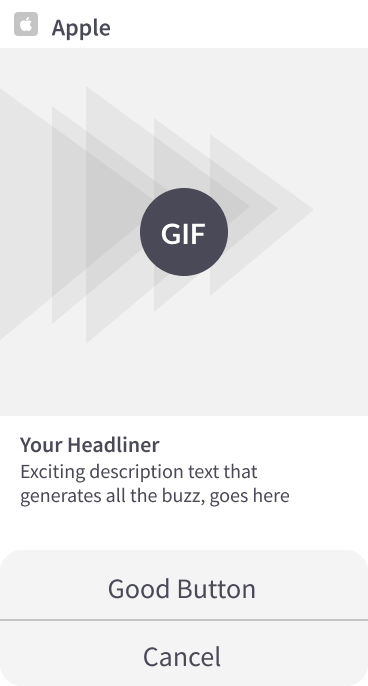 Apple
GIF
Your Headliner
Exciting description text that
generates all the buzz, goes here
Good Button
Cancel